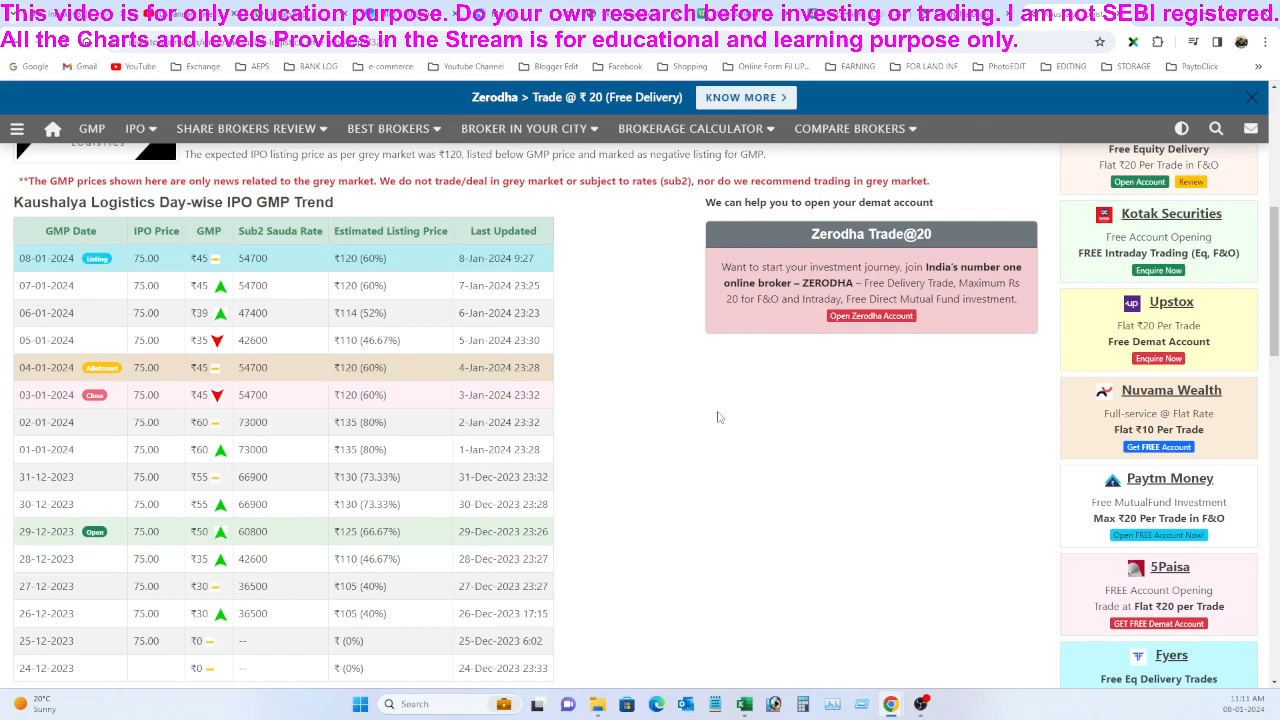 This video is for only education purpose. Do your own research before investing or trading. I am not SEBI registered.
All the Charts and levels Provides in the Stream is for educational and learning purpose only.
Google Gmail YouTube Exchange AEPS BANK LOG e-commerce Youtube Channel Blogger Edit Facebook Shopping Online Form Fil UP... EARNING FOR LAND INF PhotoEDIT EDITING STORAGE PaytoClick »
Zerodha > Trade @ ₹ 20 (Free Delivery) KNOW MORE >
GMP IPO SHARE BROKERS REVIEW BEST BROKERS BROKER IN YOUR CITY BROKERAGE CALCULATOR COMPARE BROKERS
LOGISTICS
The expected IPO listing price as per grey market was ₹120, listed below GMP price and marked as negative listing for GMP.
**The GMP prices shown here are only news related to the grey market. We do not trade/deal in grey market or subject to rates (sub2), nor do we recommend trading in grey market.
Kaushalya Logistics Day-wise IPO GMP Trend
GMP Date IPO Price GMP Sub2 Sauda Rate Estimated Listing Price Last Updated
08-01-2024 Listing 75.00 ₹45 54700 ₹120 (60%) 8-Jan-2024 9:27
07-01-2024 75.00 ₹45 54700 ₹120 (60%) 7-Jan-2024 23:25
06-01-2024 75.00 ₹39 47400 ₹114 (52%) 6-Jan-2024 23:23
05-01-2024 75.00 ₹35 42600 ₹110 (46.67%) 5-Jan-2024 23:30
04-01-2024 Allotment 75.00 ₹45 54700 ₹120 (60%) 4-Jan-2024 23:28
03-01-2024 Close 75.00 ₹45 54700 ₹120 (60%) 3-Jan-2024 23:32
02-01-2024 75.00 ₹60 73000 ₹135 (80%) 2-Jan-2024 23:32
01-01-2024 75.00 ₹60 73000 ₹135 (80%) 1-Jan-2024 23:28
31-12-2023 75.00 ₹55 66900 ₹130 (73.33%) 31-Dec-2023 23:32
30-12-2023 75.00 ₹55 66900 ₹130 (73.33%) 30-Dec-2023 23:28
29-12-2023 Open 75.00 ₹50 60800 ₹125 (66.67%) 29-Dec-2023 23:26
28-12-2023 75.00 ₹35 42600 ₹110 (46.67%) 28-Dec-2023 23:27
27-12-2023 75.00 ₹30 36500 ₹105 (40%) 27-Dec-2023 23:27
26-12-2023 75.00 ₹30 36500 ₹105 (40%) 26-Dec-2023 17:15
25-12-2023 75.00 ₹0 -- ₹ (0%) 25-Dec-2023 6:02
24-12-2023 ₹0 -- ₹ (0%) 24-Dec-2023 23:33
We can help you to open your demat account
Zerodha Trade@20
Want to start your investment journey, join India's number one
online broker – ZERODHA – Free Delivery Trade, Maximum Rs
20 for F&O and Intraday, Free Direct Mutual Fund investment.
Open Zerodha Account
Free Equity Delivery
Flat ₹20 Per Trade in F&O
Open Account Review
Kotak Securities
Free Account Opening
FREE Intraday Trading (Eq, F&O)
Enquire Now
up Upstox
Flat ₹20 Per Trade
Free Demat Account
Enquire Now
Nuvama Wealth
Full-service @ Flat Rate
Flat ₹10 Per Trade
Get FREE Account
Paytm Money
Free MutualFund Investment
Max ₹20 Per Trade in F&O
Open FREE Account Now!
5Paisa
FREE Account Opening
Trade at Flat ₹20 per Trade
GET FREE Demat Account
Fyers
Free Eq Delivery Trades
20°C
Sunny
Search
11:11 AM
08-01-2024